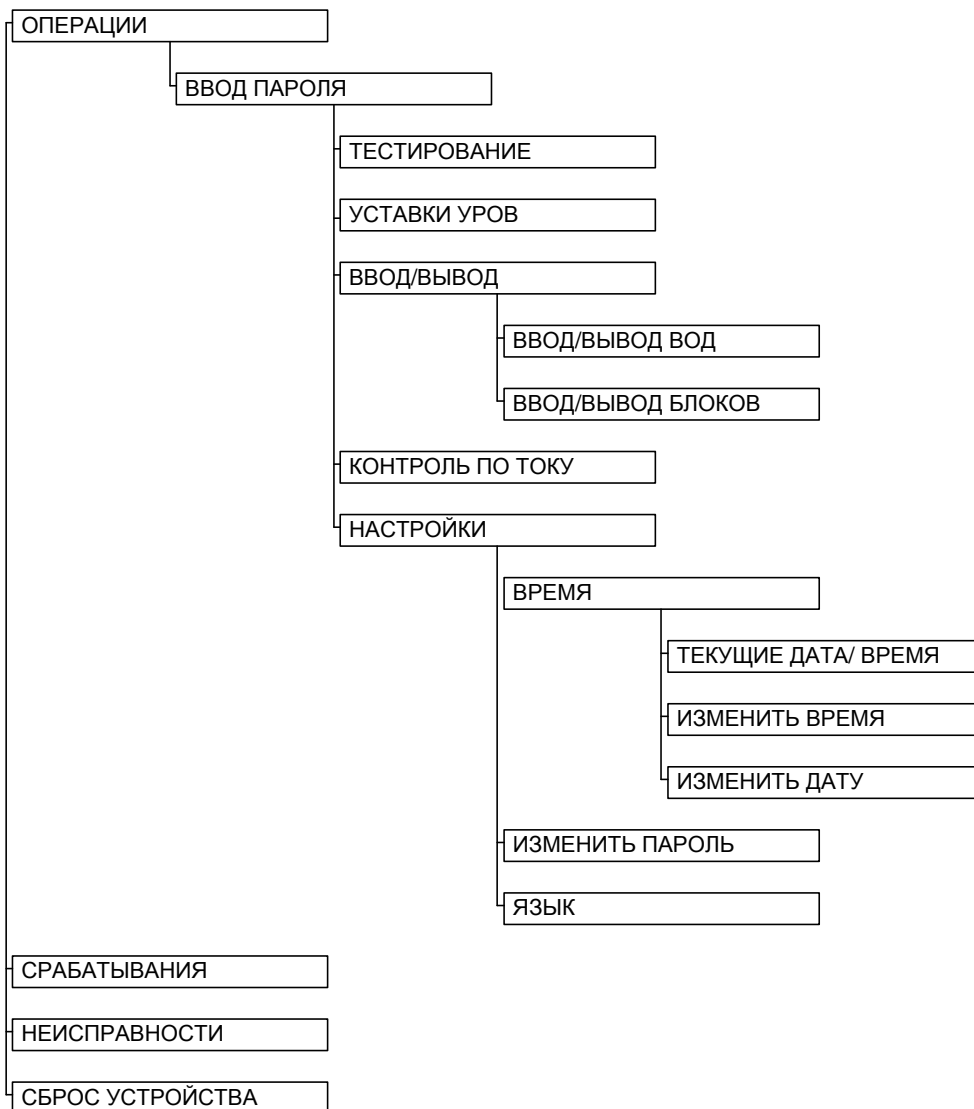 ОПЕРАЦИИ
ВВОД ПАРОЛЯ
ТЕСТИРОВАНИЕ
УСТАВКИ УРОВ
ВВОД/ВЫВОД
ВВОД/ВЫВОД ВОД
ВВОД/ВЫВОД БЛОКОВ
КОНТРОЛЬ ПО ТОКУ
НАСТРОЙКИ
ВРЕМЯ
ТЕКУЩИЕ ДАТА/ ВРЕМЯ
ИЗМЕНИТЬ ВРЕМЯ
ИЗМЕНИТЬ ДАТУ
ИЗМЕНИТЬ ПАРОЛЬ
ЯЗЫК
СРАБАТЫВАНИЯ
НЕИСПРАВНОСТИ
СБРОС УСТРОЙСТВА